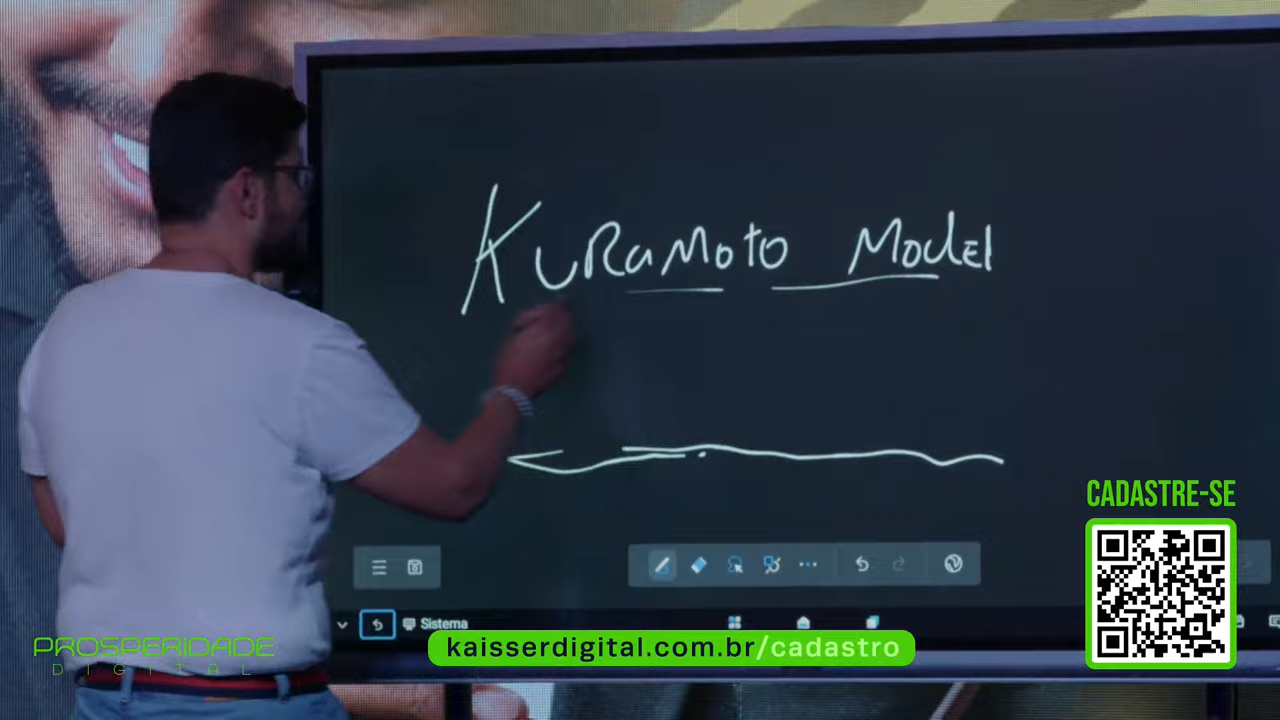 KuRaMoto Model
Sistema
CADASTRE-SE
PROSPERIDADE
DIGITAL
kaisserdigital.com.br/cadastro